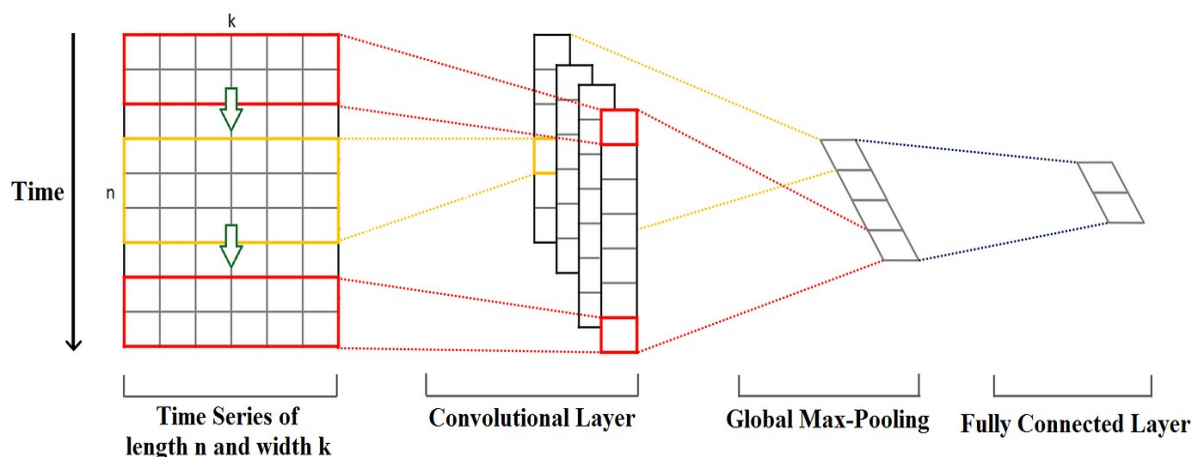 k
Time
n
Time Series of
length n and width k
Convolutional Layer
Global Max-Pooling
Fully Connected Layer